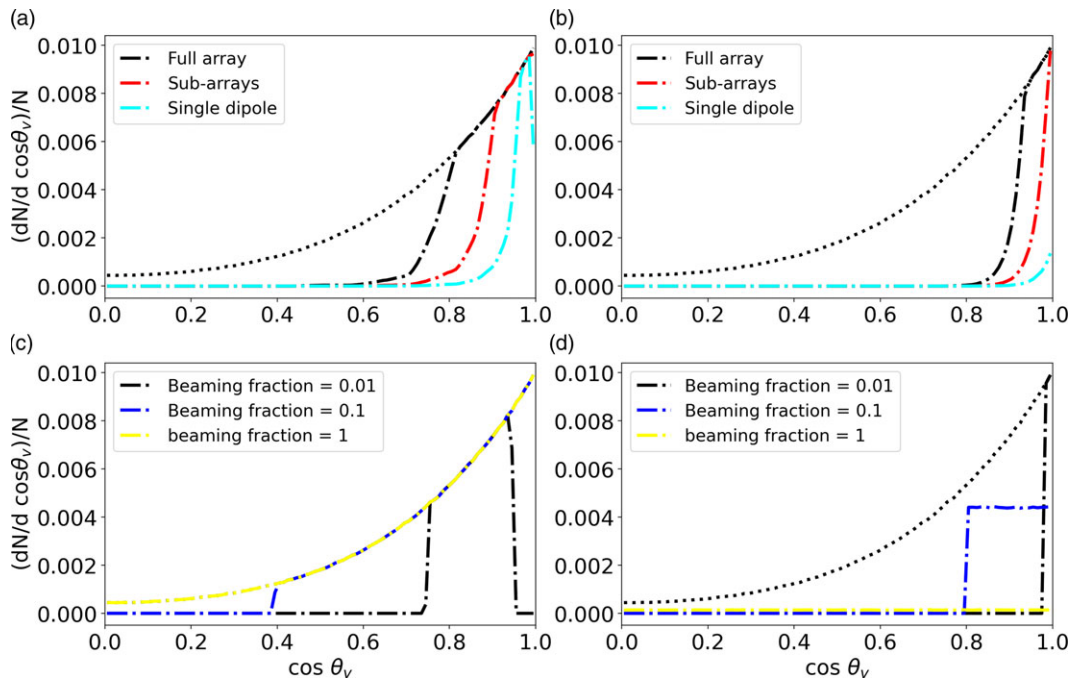 (a)
(b)
Full array
Sub-arrays
Single dipole
Full array
Sub-arrays
Single dipole
(dN/d cosθᵥ)/N
0.010
0.008
0.006
0.004
0.002
0.000
0.0 0.2 0.4 0.6 0.8 1.0
0.010
0.008
0.006
0.004
0.002
0.000
0.0 0.2 0.4 0.6 0.8 1.0
(c)
(d)
Beaming fraction = 0.01
Beaming fraction = 0.1
beaming fraction = 1
Beaming fraction = 0.01
Beaming fraction = 0.1
beaming fraction = 1
(dN/d cosθᵥ)/N
0.010
0.008
0.006
0.004
0.002
0.000
0.0 0.2 0.4 0.6 0.8 1.0
cos θᵥ
0.010
0.008
0.006
0.004
0.002
0.000
0.0 0.2 0.4 0.6 0.8 1.0
cos θᵥ